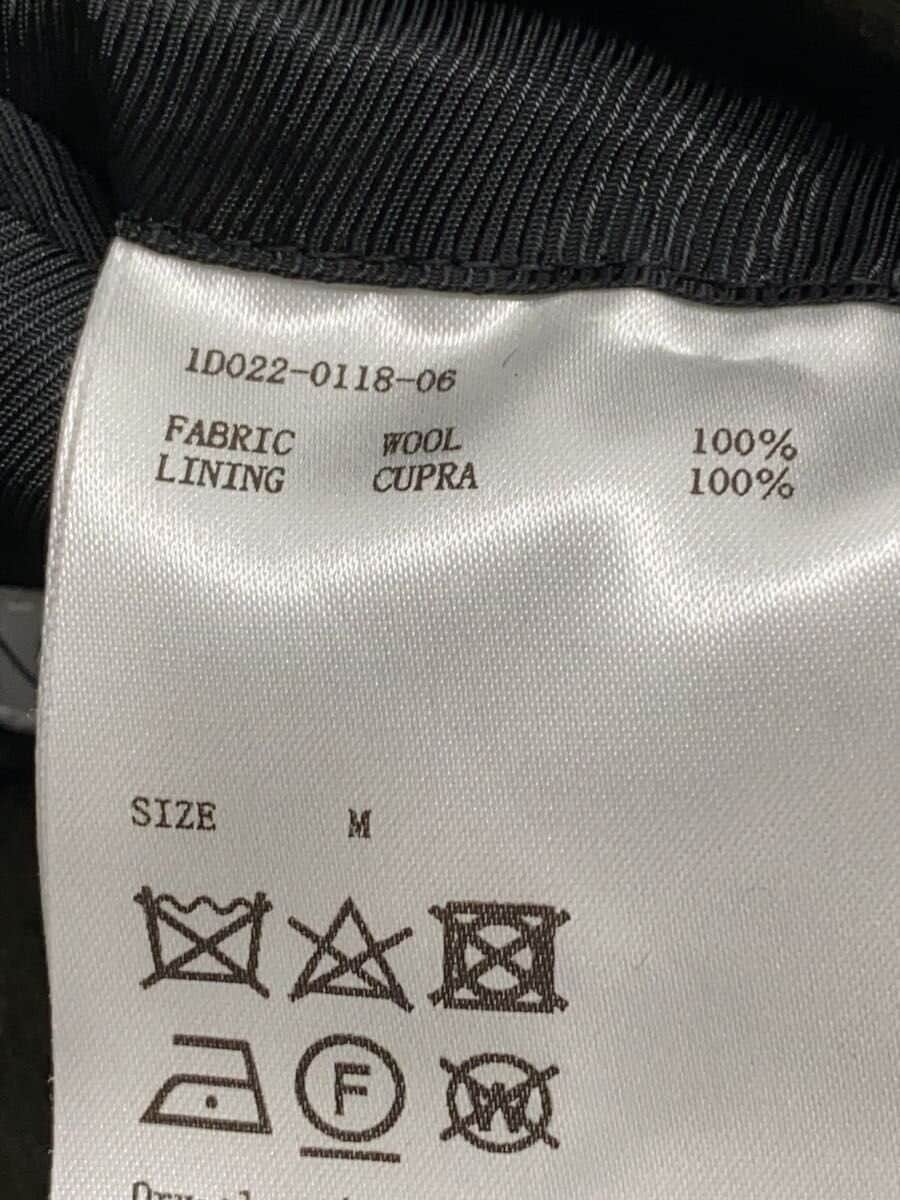 1D022-0118-06
FABRIC WOOL 100%
LINING CUPRA 100%
SIZE M
F
W